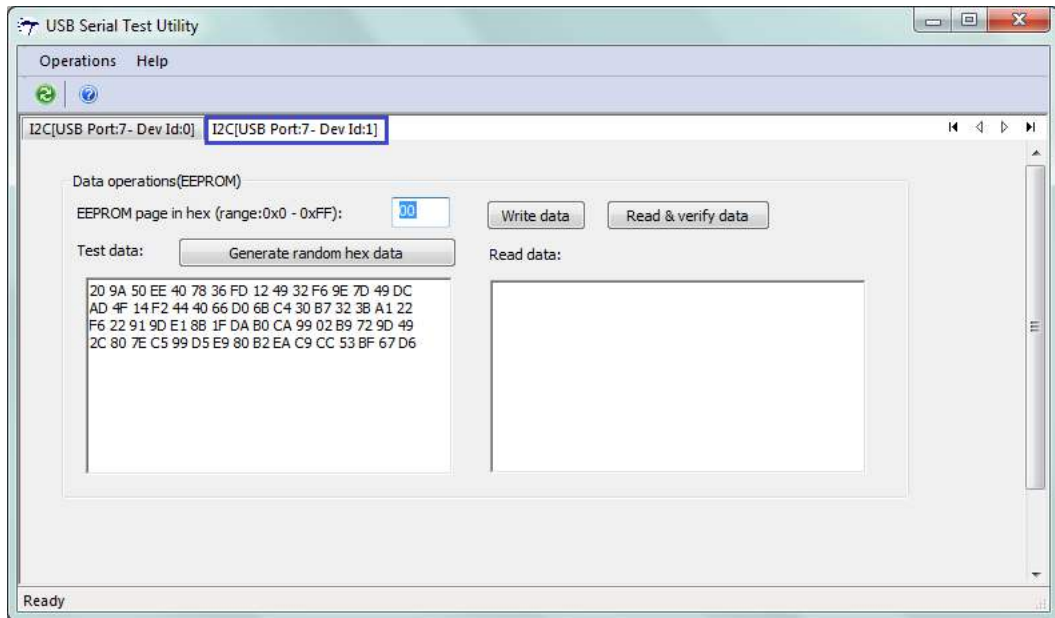 USB Serial Test Utility
Operations Help
I2C[USB Port:7- Dev Id:0] I2C[USB Port:7- Dev Id:1]
Data operations(EEPROM)
EEPROM page in hex (range:0x0 - 0xFF): 00 Write data Read & verify data
Test data: Generate random hex data Read data:
20 9A 50 EE 40 78 36 FD 12 49 32 F6 9E 7D 49 DC
AD 4F 14 F2 44 40 66 D0 6B C4 30 B7 32 3B A1 22
F6 22 91 9D E1 8B 1F DA B0 CA 99 02 B9 72 9D 49
2C 80 7E C5 99 D5 E9 80 B2 EA C9 CC 53 BF 67 D6
Ready